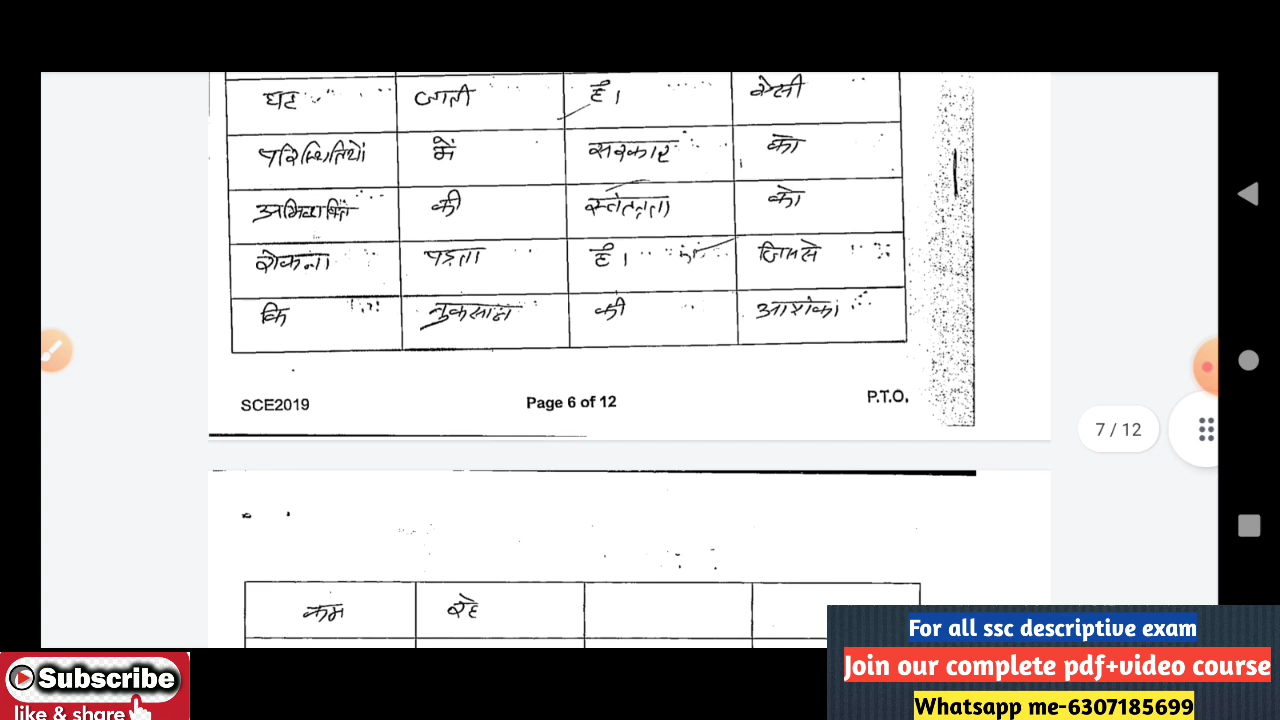 घट जाती है। ऐसी
परिस्थितियों में सरकार को
अभिव्यक्ति की स्वतंत्रता को
रोकना पड़ता है। जिससे
कि नुकसान की आशंका
SCE2019 Page 6 of 12 P.T.O.
7 / 12
कम रहे
For all ssc descriptive exam
Join our complete pdf+video course
Whatsapp me-6307185699
Subscribe
like & share